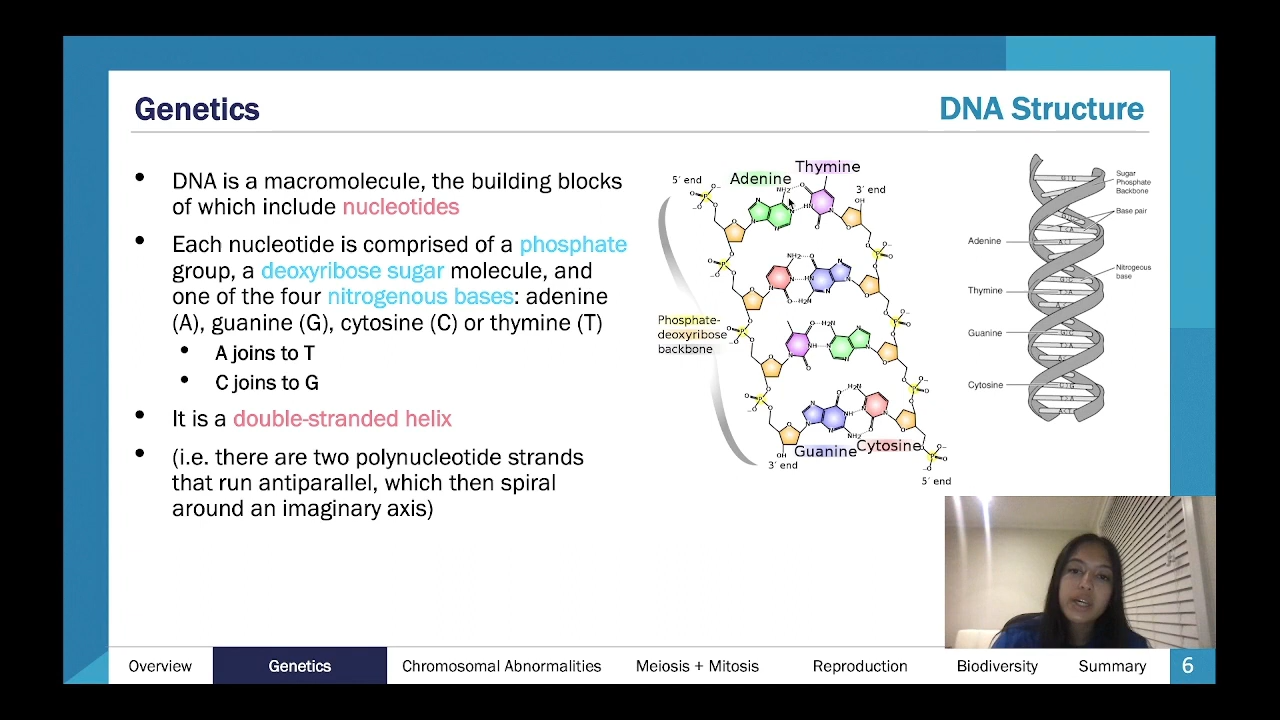 Genetics
DNA Structure
• DNA is a macromolecule, the building blocks
of which include nucleotides
• Each nucleotide is comprised of a phosphate
group, a deoxyribose sugar molecule, and
one of the four nitrogenous bases: adenine
(A), guanine (G), cytosine (C) or thymine (T)
• A joins to T
• C joins to G
• It is a double-stranded helix
• (i.e. there are two polynucleotide strands
that run antiparallel, which then spiral
around an imaginary axis)
Thymine
Adenine
5′ end
3′ end
Phosphate-
deoxyribose
backbone
Guanine
Cytosine
3′ end
5′ end
Sugar
Phosphate
Backbone
Base pair
Adenine
Nitrogeous
base
Thymine
Guanine
Cytosine
Overview
Genetics
Chromosomal Abnormalities
Meiosis + Mitosis
Reproduction
Biodiversity
Summary
6